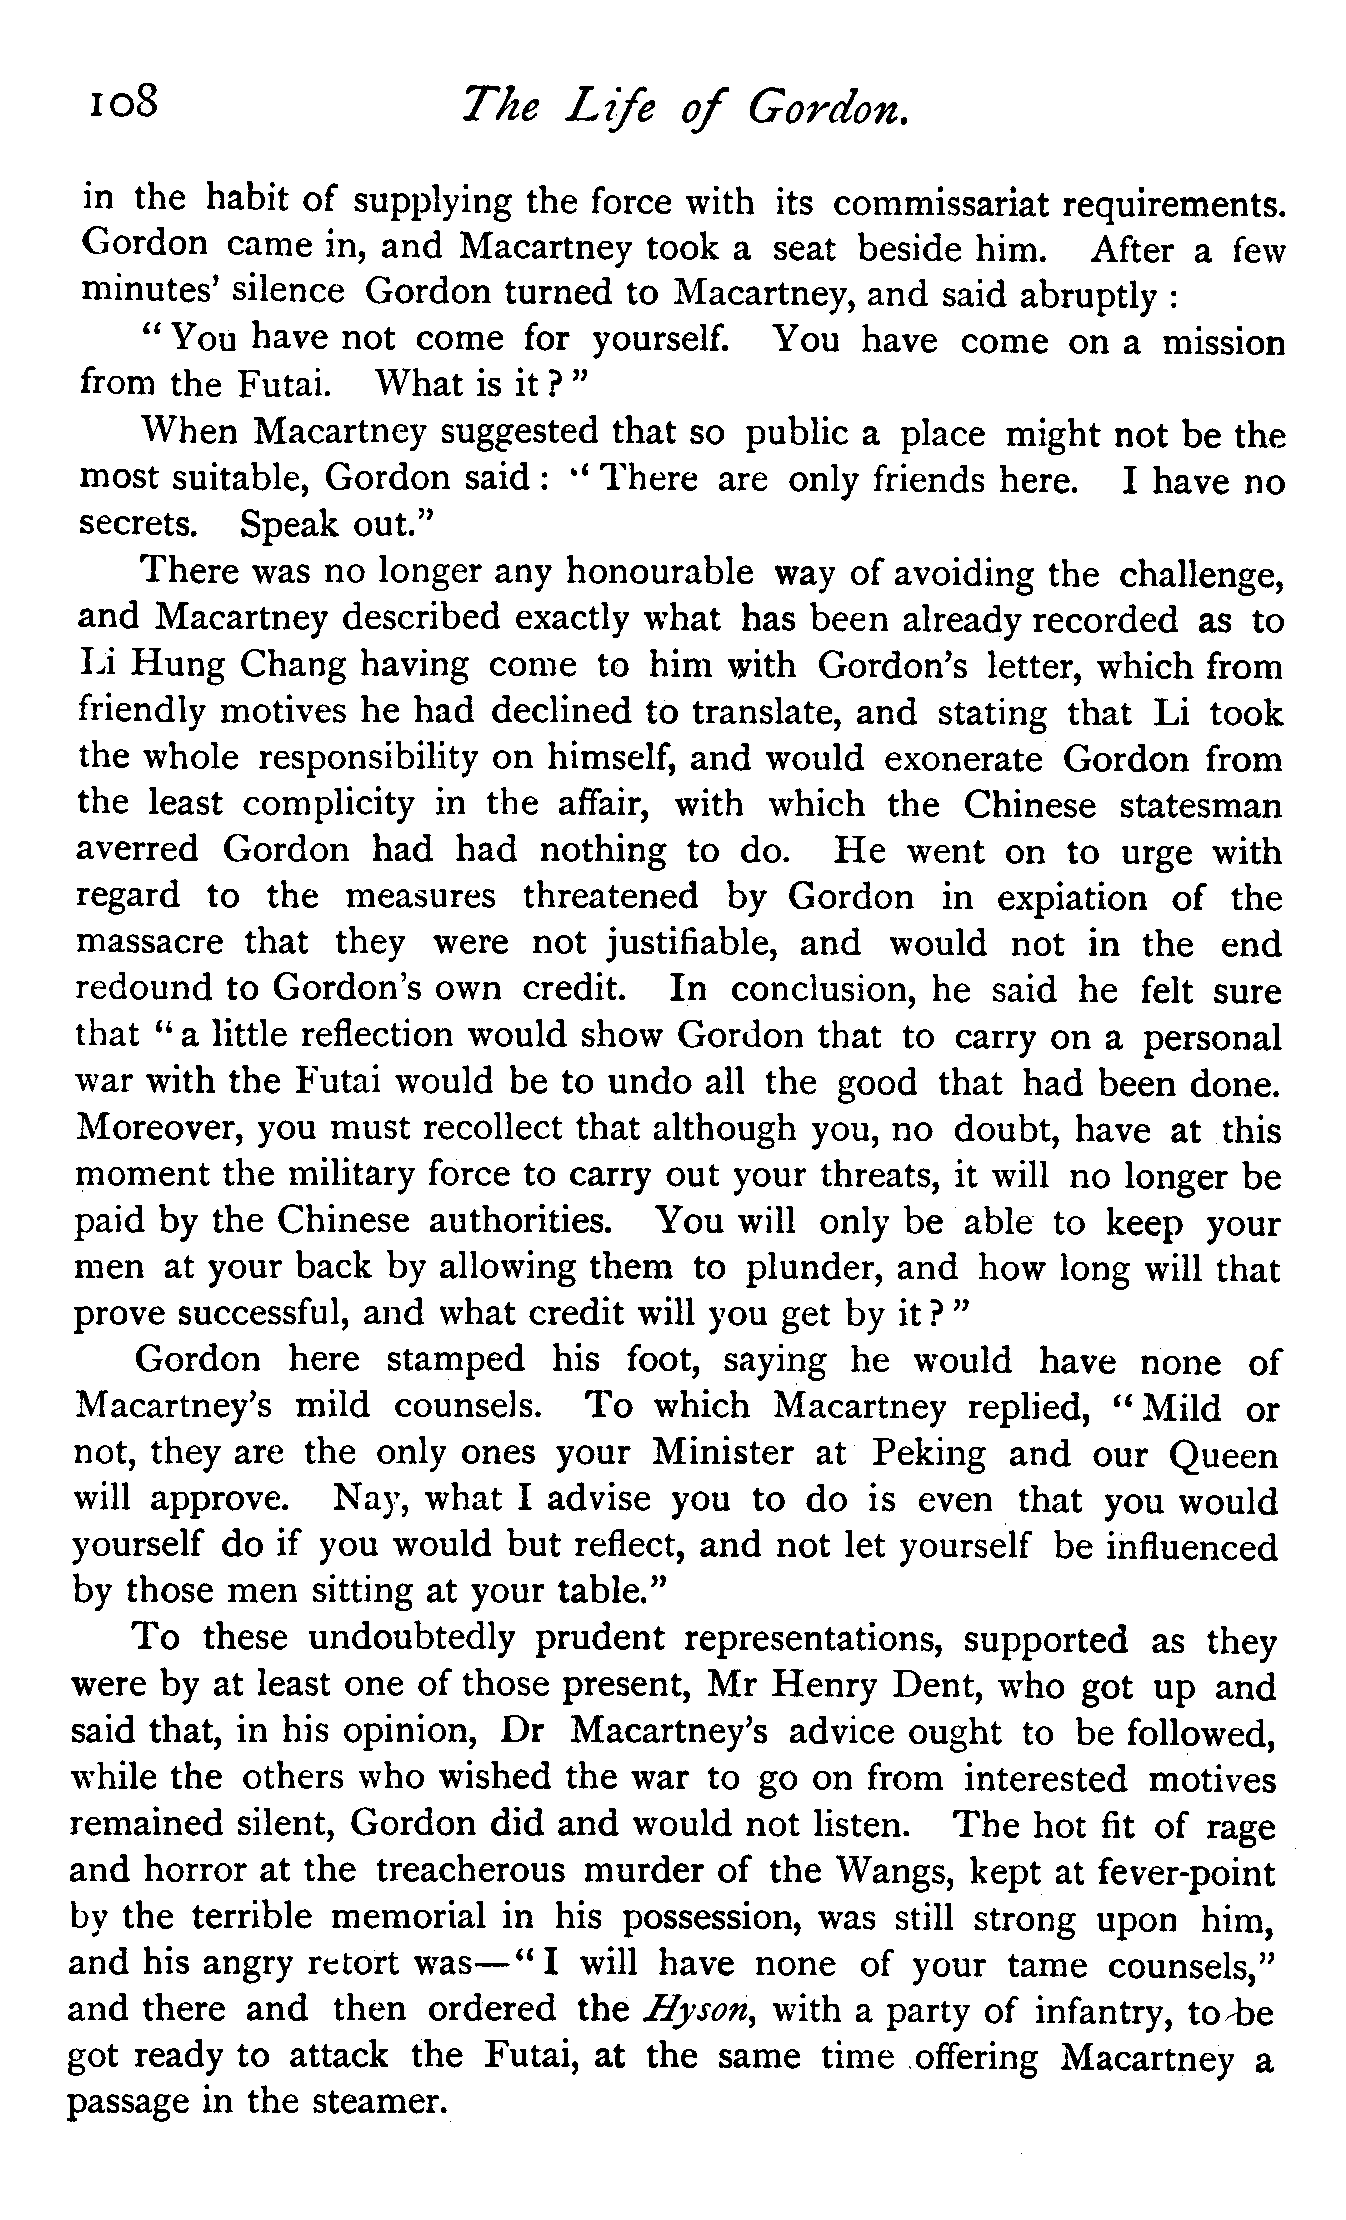 108 The Life of Gordon.
in the habit of supplying the force with its commissariat requirements.
Gordon came in, and Macartney took a seat beside him. After a few
minutes' silence Gordon turned to Macartney, and said abruptly :
“ You have not come for yourself. You have come on a mission
from the Futai. What is it ? ”
When Macartney suggested that so public a place might not be the
most suitable, Gordon said : “ There are only friends here. I have no
secrets. Speak out.”
There was no longer any honourable way of avoiding the challenge,
and Macartney described exactly what has been already recorded as to
Li Hung Chang having come to him with Gordon's letter, which from
friendly motives he had declined to translate, and stating that Li took
the whole responsibility on himself, and would exonerate Gordon from
the least complicity in the affair, with which the Chinese statesman
averred Gordon had had nothing to do. He went on to urge with
regard to the measures threatened by Gordon in expiation of the
massacre that they were not justifiable, and would not in the end
redound to Gordon's own credit. In conclusion, he said he felt sure
that “ a little reflection would show Gordon that to carry on a personal
war with the Futai would be to undo all the good that had been done.
Moreover, you must recollect that although you, no doubt, have at this
moment the military force to carry out your threats, it will no longer be
paid by the Chinese authorities. You will only be able to keep your
men at your back by allowing them to plunder, and how long will that
prove successful, and what credit will you get by it ? ”
Gordon here stamped his foot, saying he would have none of
Macartney's mild counsels. To which Macartney replied, “ Mild or
not, they are the only ones your Minister at Peking and our Queen
will approve. Nay, what I advise you to do is even that you would
yourself do if you would but reflect, and not let yourself be influenced
by those men sitting at your table.”
To these undoubtedly prudent representations, supported as they
were by at least one of those present, Mr Henry Dent, who got up and
said that, in his opinion, Dr Macartney's advice ought to be followed,
while the others who wished the war to go on from interested motives
remained silent, Gordon did and would not listen. The hot fit of rage
and horror at the treacherous murder of the Wangs, kept at fever-point
by the terrible memorial in his possession, was still strong upon him,
and his angry retort was—“ I will have none of your tame counsels,”
and there and then ordered the Hyson, with a party of infantry, to be
got ready to attack the Futai, at the same time offering Macartney a
passage in the steamer.